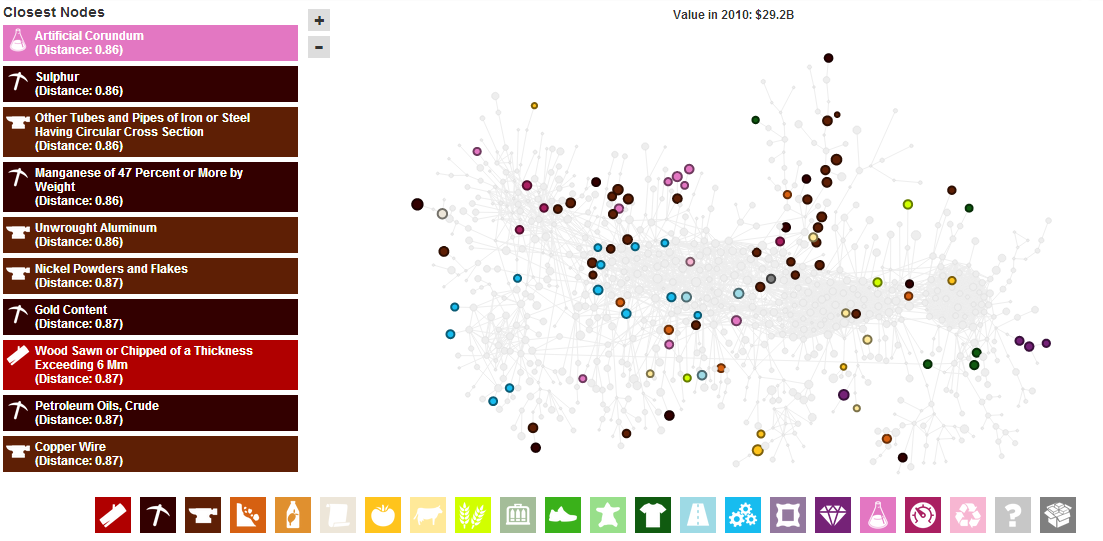 Closest Nodes
Artificial Corundum
(Distance: 0.86)
Sulphur
(Distance: 0.86)
Other Tubes and Pipes of Iron or Steel
Having Circular Cross Section
(Distance: 0.86)
Manganese of 47 Percent or More by
Weight
(Distance: 0.86)
Unwrought Aluminum
(Distance: 0.86)
Nickel Powders and Flakes
(Distance: 0.87)
Gold Content
(Distance: 0.87)
Wood Sawn or Chipped of a Thickness
Exceeding 6 Mm
(Distance: 0.87)
Petroleum Oils, Crude
(Distance: 0.87)
Copper Wire
(Distance: 0.87)
+
-
Value in 2010: $29.2B
?